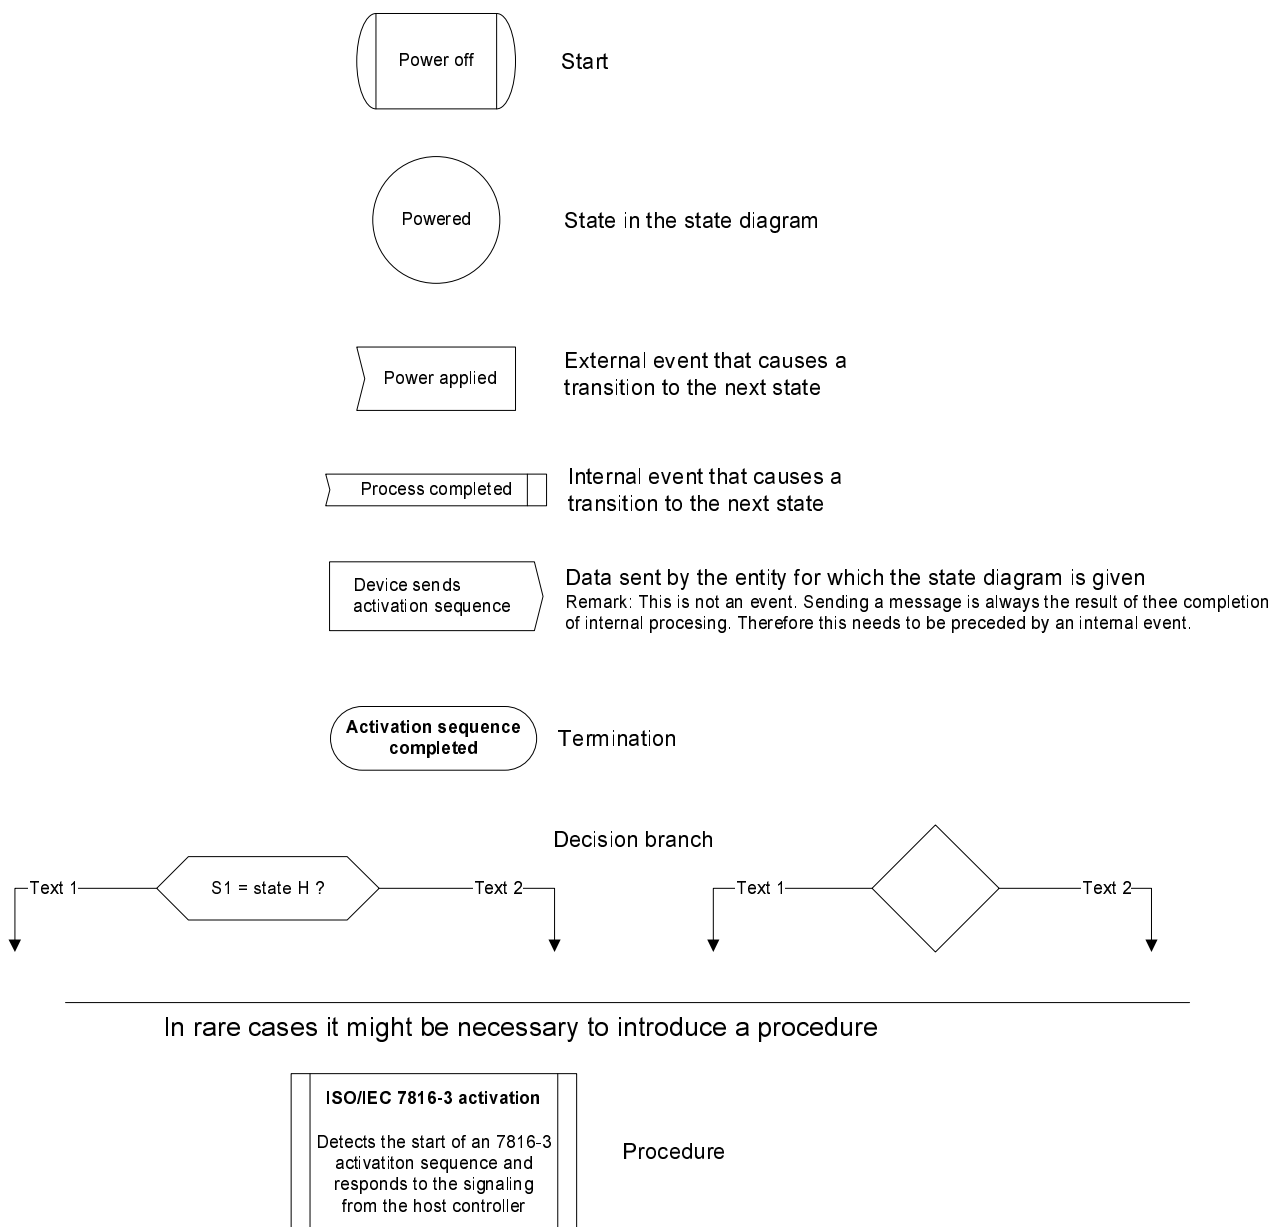 Power off
Start
Powered
State in the state diagram
Power applied
External event that causes a
transition to the next state
Process completed
Internal event that causes a
transition to the next state
Device sends
activation sequence
Data sent by the entity for which the state diagram is given
Remark: This is not an event. Sending a message is always the result of thee completion
of internal procesing. Therefore this needs to be preceded by an internal event.
Activation sequence
completed
Termination
Decision branch
Text 1
S1 = state H ?
Text 2
Text 1
Text 2
In rare cases it might be necessary to introduce a procedure
ISO/IEC 7816-3 activation
Detects the start of an 7816-3
activatiton sequence and
responds to the signaling
from the host controller
Procedure